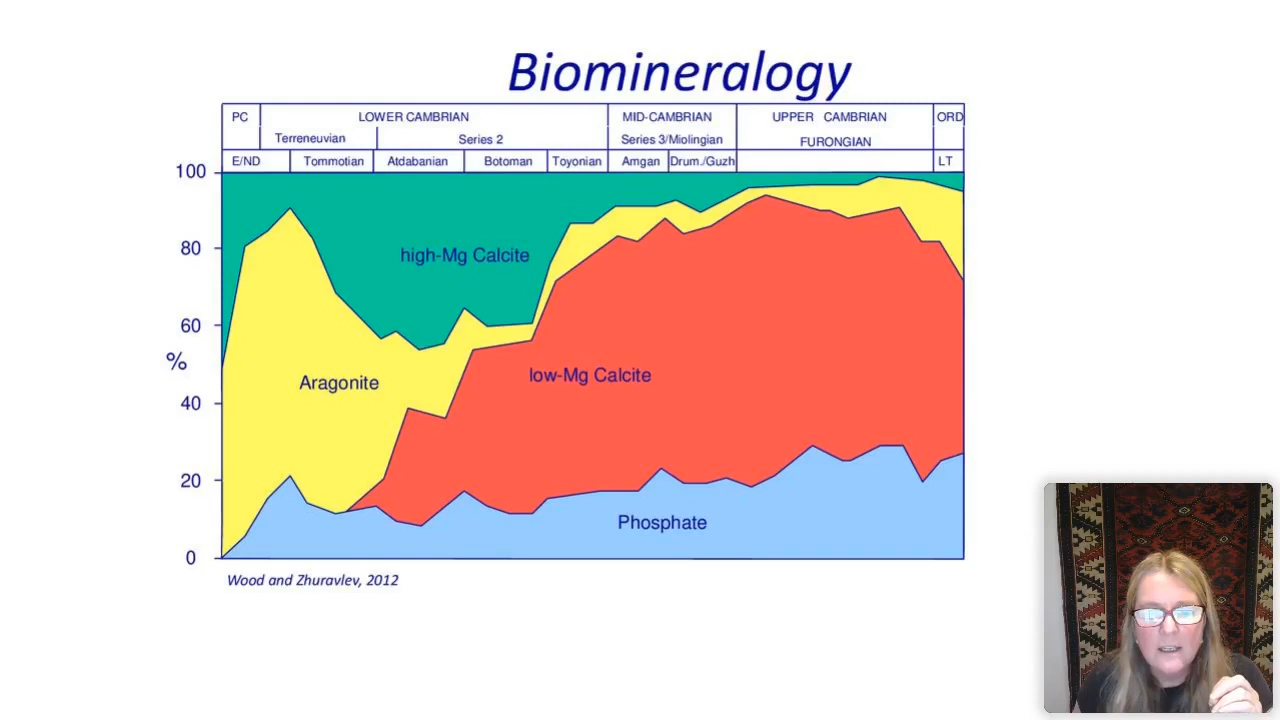 Biomineralogy
PC LOWER CAMBRIAN MID-CAMBRIAN UPPER CAMBRIAN ORD
Terreneuvian Series 2 Series 3/Miolingian FURONGIAN
E/ND Tommotian Atdabanian Botoman Toyonian Amgan Drum./Guzh LT
100
80
high-Mg Calcite
60
%
low-Mg Calcite
Aragonite
40
20
Phosphate
0
Wood and Zhuravlev, 2012